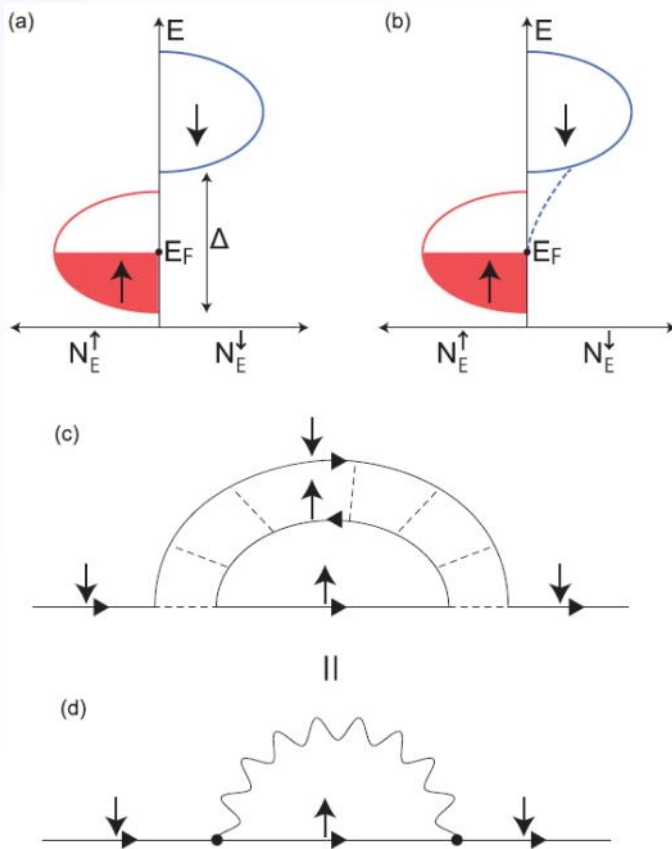 (a)
E
↓
Δ
E_F
↑
N_E^↑
N_E^↓
(b)
E
↓
E_F
↑
N_E^↑
N_E^↓
(c)
↓
↑
↓
↑
↓
=
(d)
↓
↑
↓